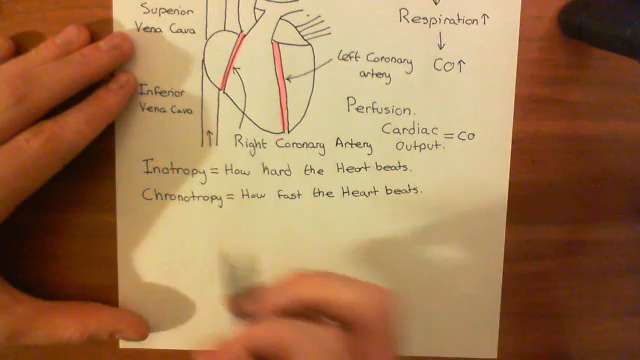 Superior
Vena Cava
Respiration↑
↓
CO↑
Left Coronary
artery
Inferior
Vena Cava
Perfusion.
Cardiac
Output. = CO
Right Coronary Artery
Inotropy = How hard the Heart beats.
Chronotropy = How fast the Heart beats.